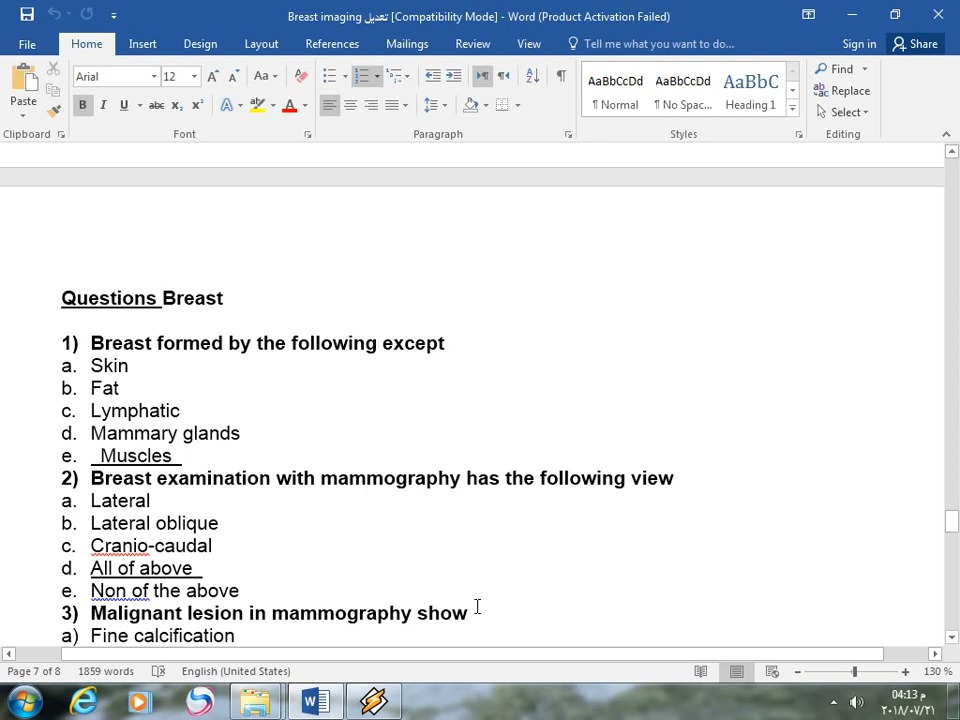 Breast imaging تعديل [Compatibility Mode] - Word (Product Activation Failed)
File Home Insert Design Layout References Mailings Review View Tell me what you want to do... Sign in Share
Paste
Arial 12 Aa
B I U abc x₂ x² A A
AaBbCcDd AaBbCcDd AaBbC
¶ Normal ¶ No Spac... Heading 1
Find
Replace
Select
Clipboard Font Paragraph Styles Editing
Questions Breast
1) Breast formed by the following except
a. Skin
b. Fat
c. Lymphatic
d. Mammary glands
e. Muscles
2) Breast examination with mammography has the following view
a. Lateral
b. Lateral oblique
c. Cranio-caudal
d. All of above
e. Non of the above
3) Malignant lesion in mammography show
a) Fine calcification
Page 7 of 8 1859 words English (United States) 130 %
04:13 م
٢٠١٨/٠٧/٢١